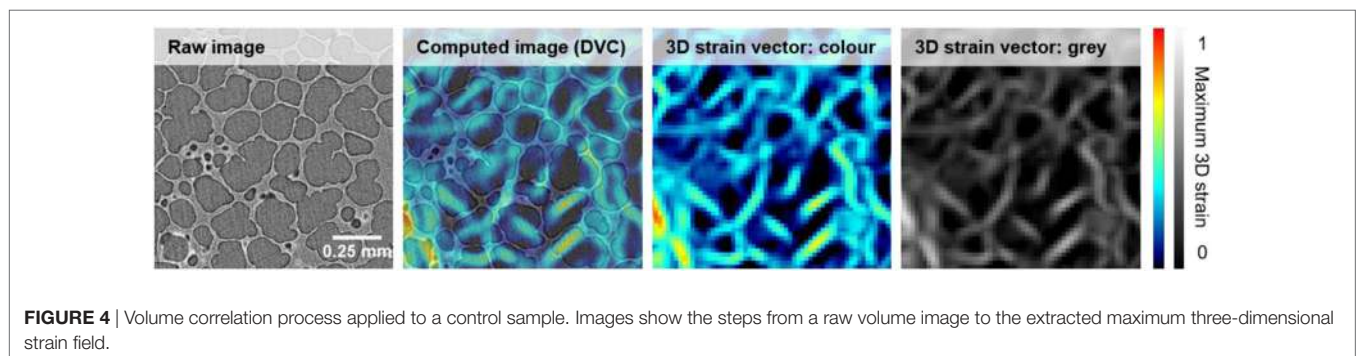 Raw image
Computed image (DVC)
3D strain vector: colour
3D strain vector: grey
0.25 mm
1
Maximum 3D strain
0
FIGURE 4 | Volume correlation process applied to a control sample. Images show the steps from a raw volume image to the extracted maximum three-dimensional
strain field.